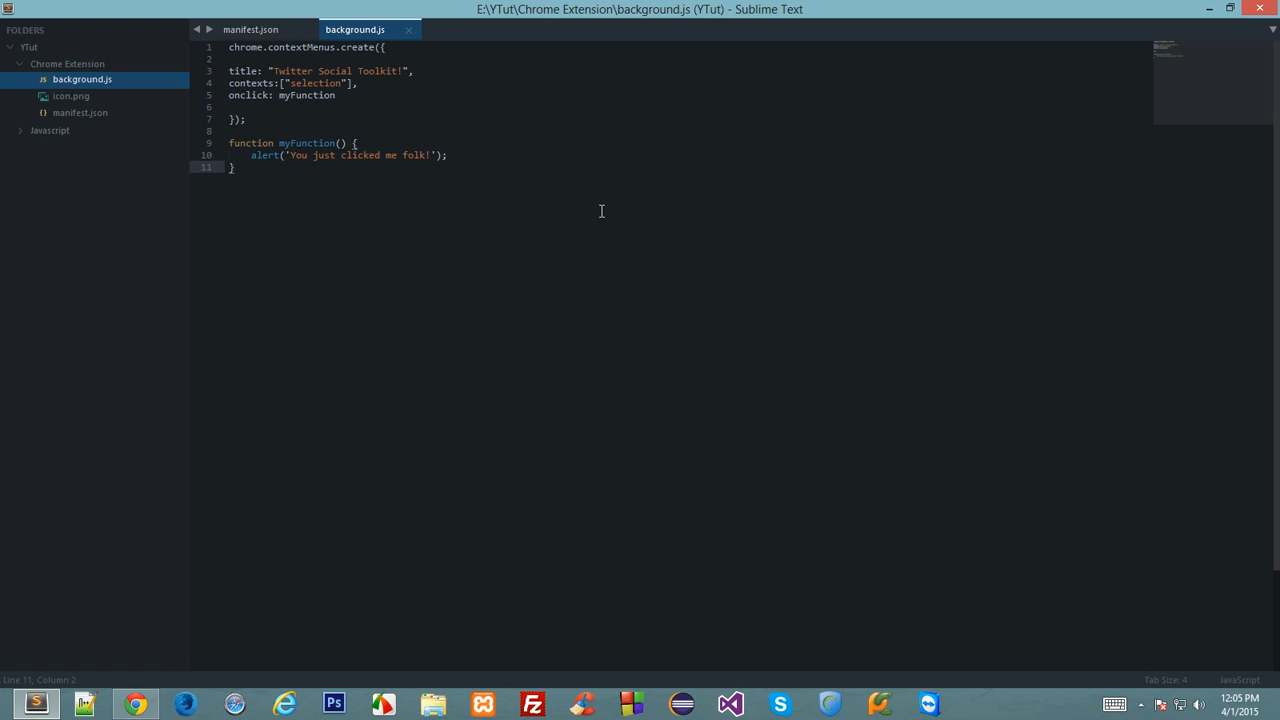 E:\YTut\Chrome Extension\background.js (YTut) - Sublime Text
FOLDERS
YTut
Chrome Extension
JS background.js
icon.png
{} manifest.json
Javascript
manifest.json
background.js
1 chrome.contextMenus.create({
2
3 title: "Twitter Social Toolkit!",
4 contexts:["selection"],
5 onclick: myFunction
6
7 });
8
9 function myFunction() {
10 alert('You just clicked me folk!');
11 }
Line 11, Column 2
Tab Size: 4
JavaScript
12:05 PM
4/1/2015